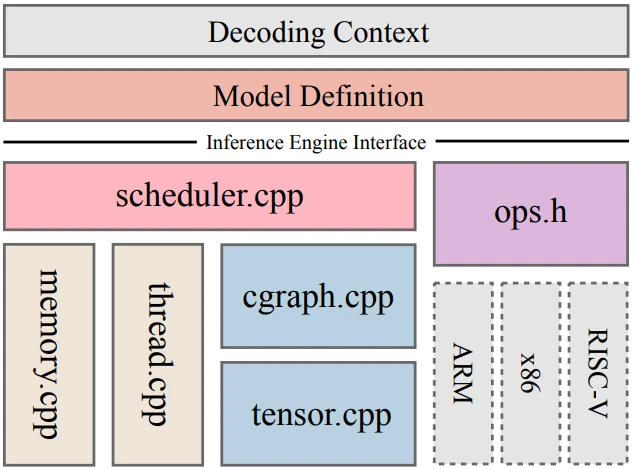 Decoding Context
Model Definition
Inference Engine Interface
scheduler.cpp
ops.h
memory.cpp
thread.cpp
cgraph.cpp
tensor.cpp
ARM
x86
RISC-V